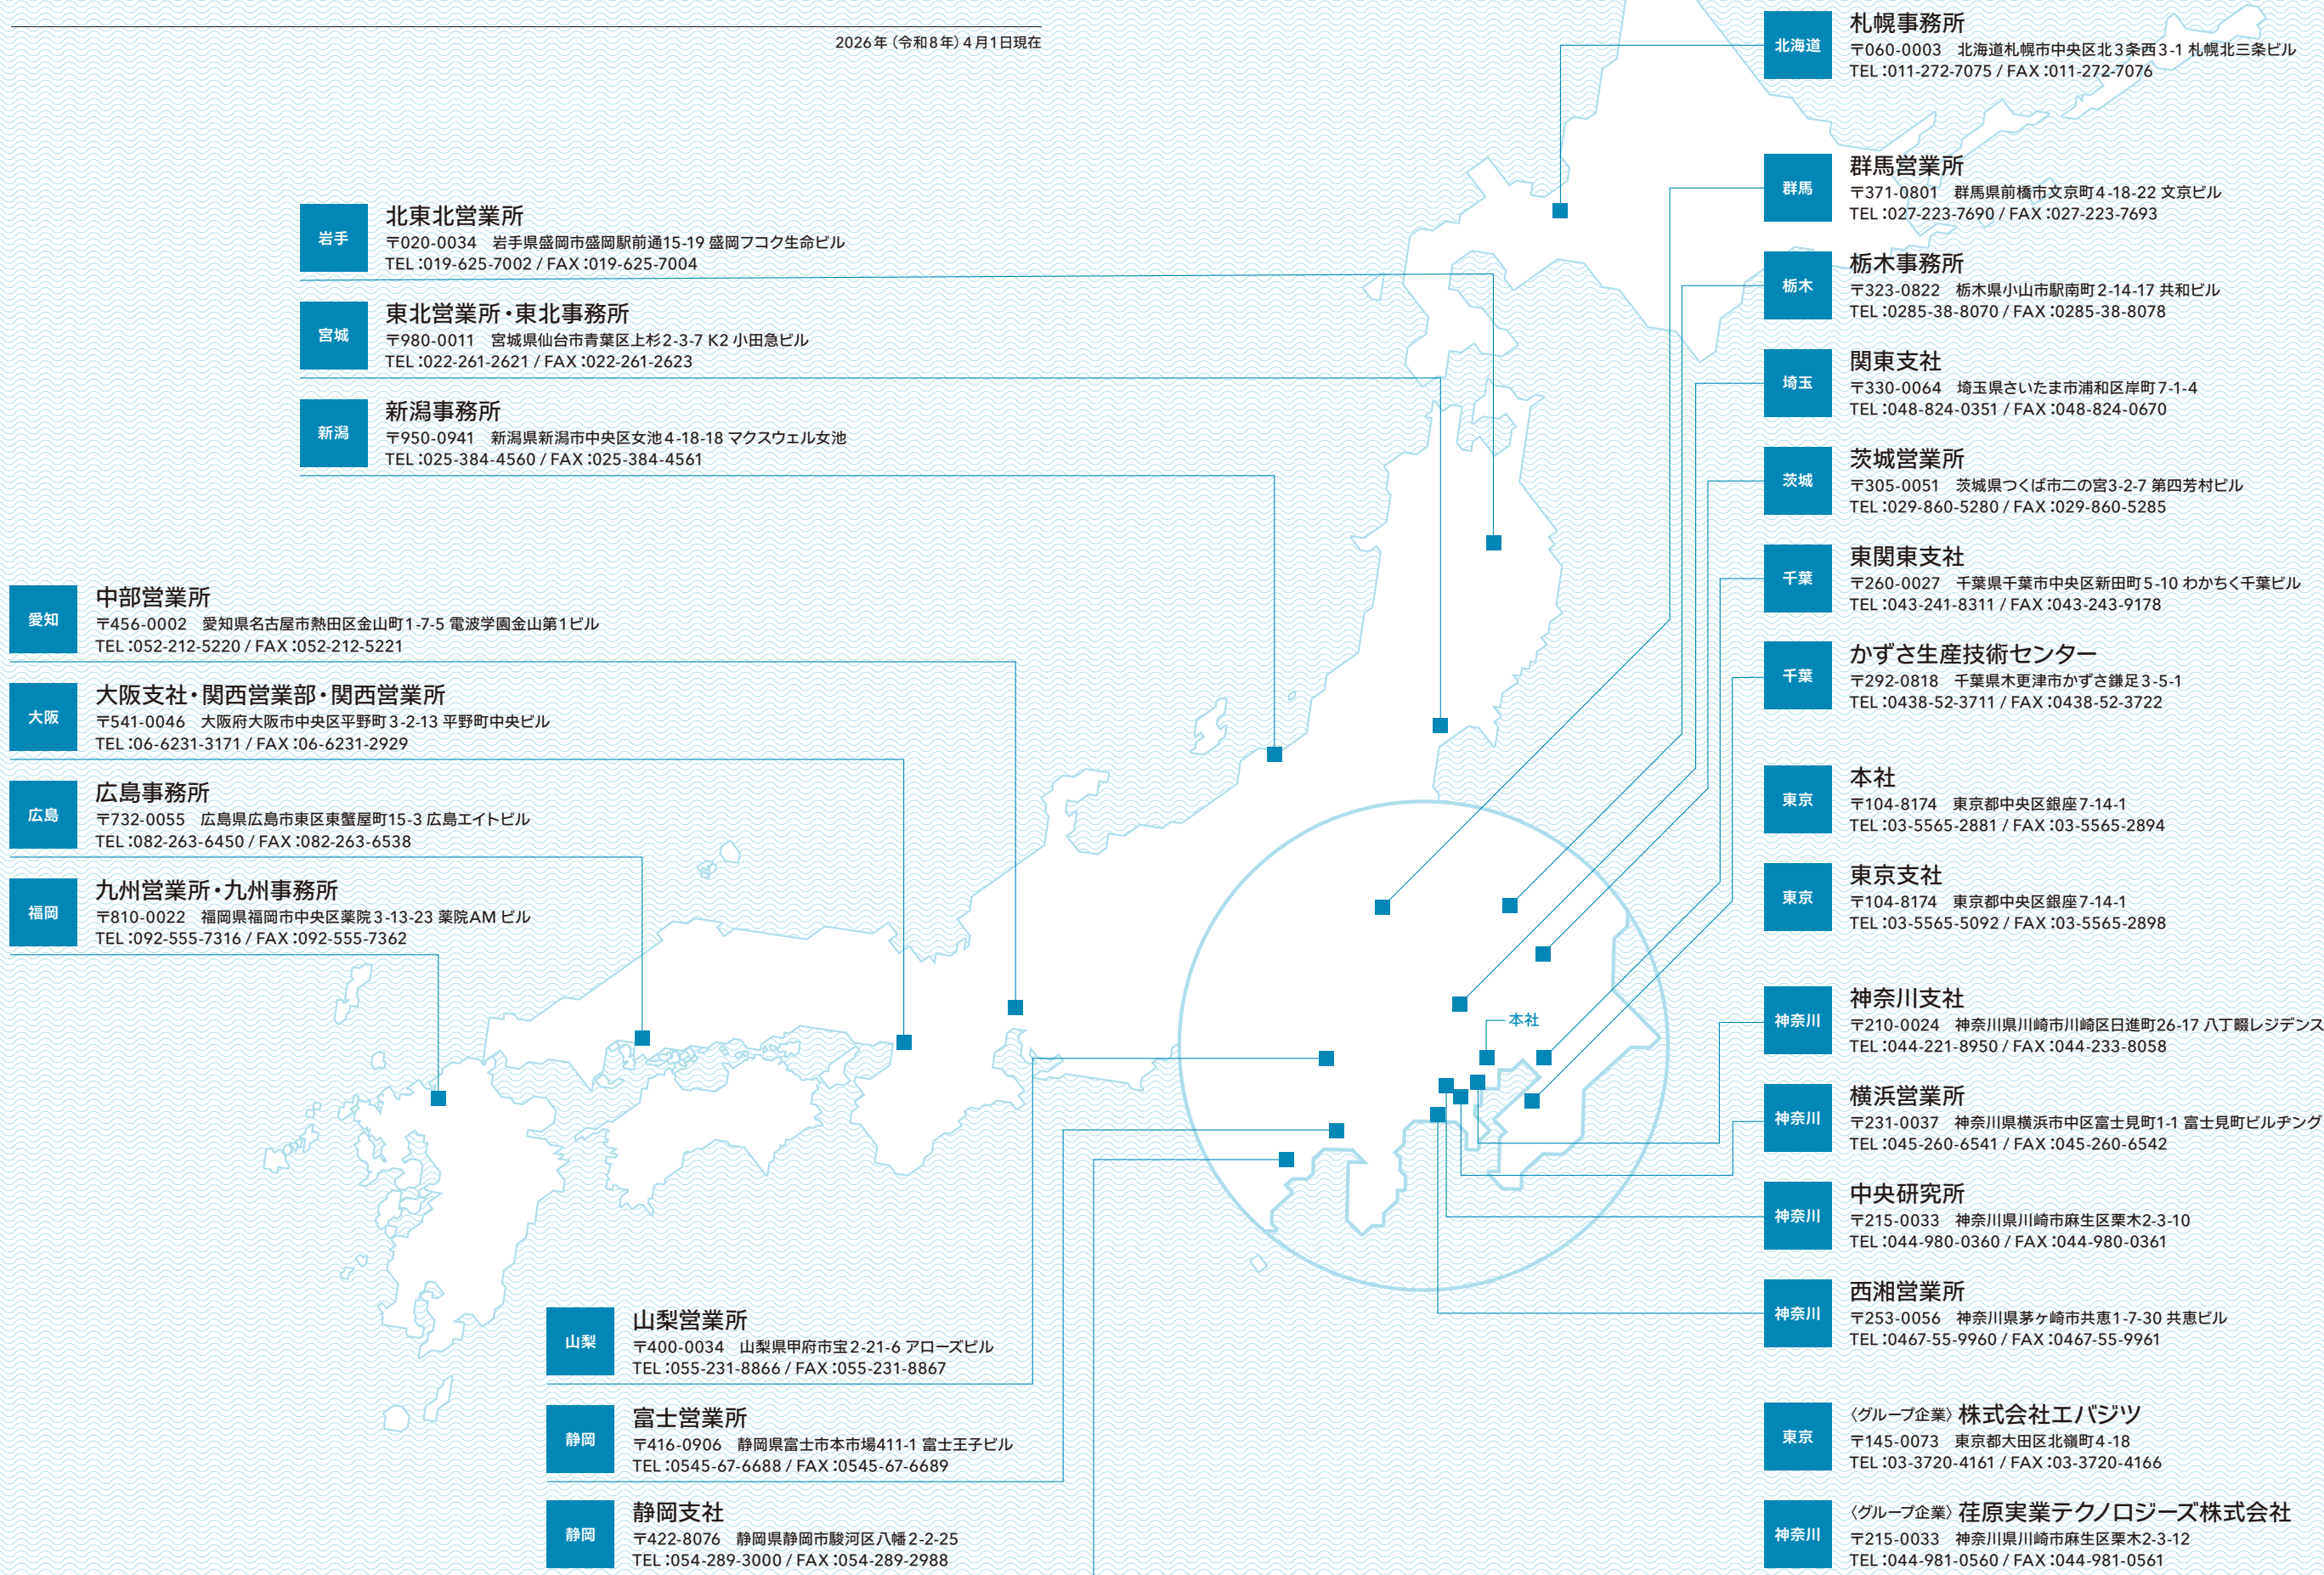 2026年（令和8年）4月1日現在
北海道
札幌事務所
〒060-0003　北海道札幌市中央区北3条西3-1 札幌北三条ビル
TEL：011-272-7075 / FAX：011-272-7076
群馬
群馬営業所
〒371-0801　群馬県前橋市文京町4-18-22 文京ビル
TEL：027-223-7690 / FAX：027-223-7693
栃木
栃木事務所
〒323-0822　栃木県小山市駅南町2-14-17 共和ビル
TEL：0285-38-8070 / FAX：0285-38-8078
埼玉
関東支社
〒330-0064　埼玉県さいたま市浦和区岸町7-1-4
TEL：048-824-0351 / FAX：048-824-0670
茨城
茨城営業所
〒305-0051　茨城県つくば市二の宮3-2-7 第四芳村ビル
TEL：029-860-5280 / FAX：029-860-5285
千葉
東関東支社
〒260-0027　千葉県千葉市中央区新田町5-10 わかちく千葉ビル
TEL：043-241-8311 / FAX：043-243-9178
千葉
かずさ生産技術センター
〒292-0818　千葉県木更津市かずさ鎌足3-5-1
TEL：0438-52-3711 / FAX：0438-52-3722
東京
本社
〒104-8174　東京都中央区銀座7-14-1
TEL：03-5565-2881 / FAX：03-5565-2894
東京
東京支社
〒104-8174　東京都中央区銀座7-14-1
TEL：03-5565-5092 / FAX：03-5565-2898
神奈川
神奈川支社
〒210-0024　神奈川県川崎市川崎区日進町26-17 八丁畷レジデンス
TEL：044-221-8950 / FAX：044-233-8058
神奈川
横浜営業所
〒231-0037　神奈川県横浜市中区富士見町1-1 富士見町ビルヂング
TEL：045-260-6541 / FAX：045-260-6542
神奈川
中央研究所
〒215-0033　神奈川県川崎市麻生区栗木2-3-10
TEL：044-980-0360 / FAX：044-980-0361
神奈川
西湘営業所
〒253-0056　神奈川県茅ヶ崎市共恵1-7-30 共恵ビル
TEL：0467-55-9960 / FAX：0467-55-9961
東京
〈グループ企業〉株式会社エバジツ
〒145-0073　東京都大田区北嶺町4-18
TEL：03-3720-4161 / FAX：03-3720-4166
神奈川
〈グループ企業〉荏原実業テクノロジーズ株式会社
〒215-0033　神奈川県川崎市麻生区栗木2-3-12
TEL：044-981-0560 / FAX：044-981-0561
岩手
北東北営業所
〒020-0034　岩手県盛岡市盛岡駅前通15-19 盛岡フコク生命ビル
TEL：019-625-7002 / FAX：019-625-7004
宮城
東北営業所・東北事務所
〒980-0011　宮城県仙台市青葉区上杉2-3-7 K2 小田急ビル
TEL：022-261-2621 / FAX：022-261-2623
新潟
新潟事務所
〒950-0941　新潟県新潟市中央区女池4-18-18 マクスウェル女池
TEL：025-384-4560 / FAX：025-384-4561
愛知
中部営業所
〒456-0002　愛知県名古屋市熱田区金山町1-7-5 電波学園金山第1ビル
TEL：052-212-5220 / FAX：052-212-5221
大阪
大阪支社・関西営業部・関西営業所
〒541-0046　大阪府大阪市中央区平野町3-2-13 平野町中央ビル
TEL：06-6231-3171 / FAX：06-6231-2929
広島
広島事務所
〒732-0055　広島県広島市東区東蟹屋町15-3 広島エイトビル
TEL：082-263-6450 / FAX：082-263-6538
福岡
九州営業所・九州事務所
〒810-0022　福岡県福岡市中央区薬院3-13-23 薬院AM ビル
TEL：092-555-7316 / FAX：092-555-7362
本社
山梨
山梨営業所
〒400-0034　山梨県甲府市宝2-21-6 アローズビル
TEL：055-231-8866 / FAX：055-231-8867
静岡
富士営業所
〒416-0906　静岡県富士市本市場411-1 富士王子ビル
TEL：0545-67-6688 / FAX：0545-67-6689
静岡
静岡支社
〒422-8076　静岡県静岡市駿河区八幡2-2-25
TEL：054-289-3000 / FAX：054-289-2988